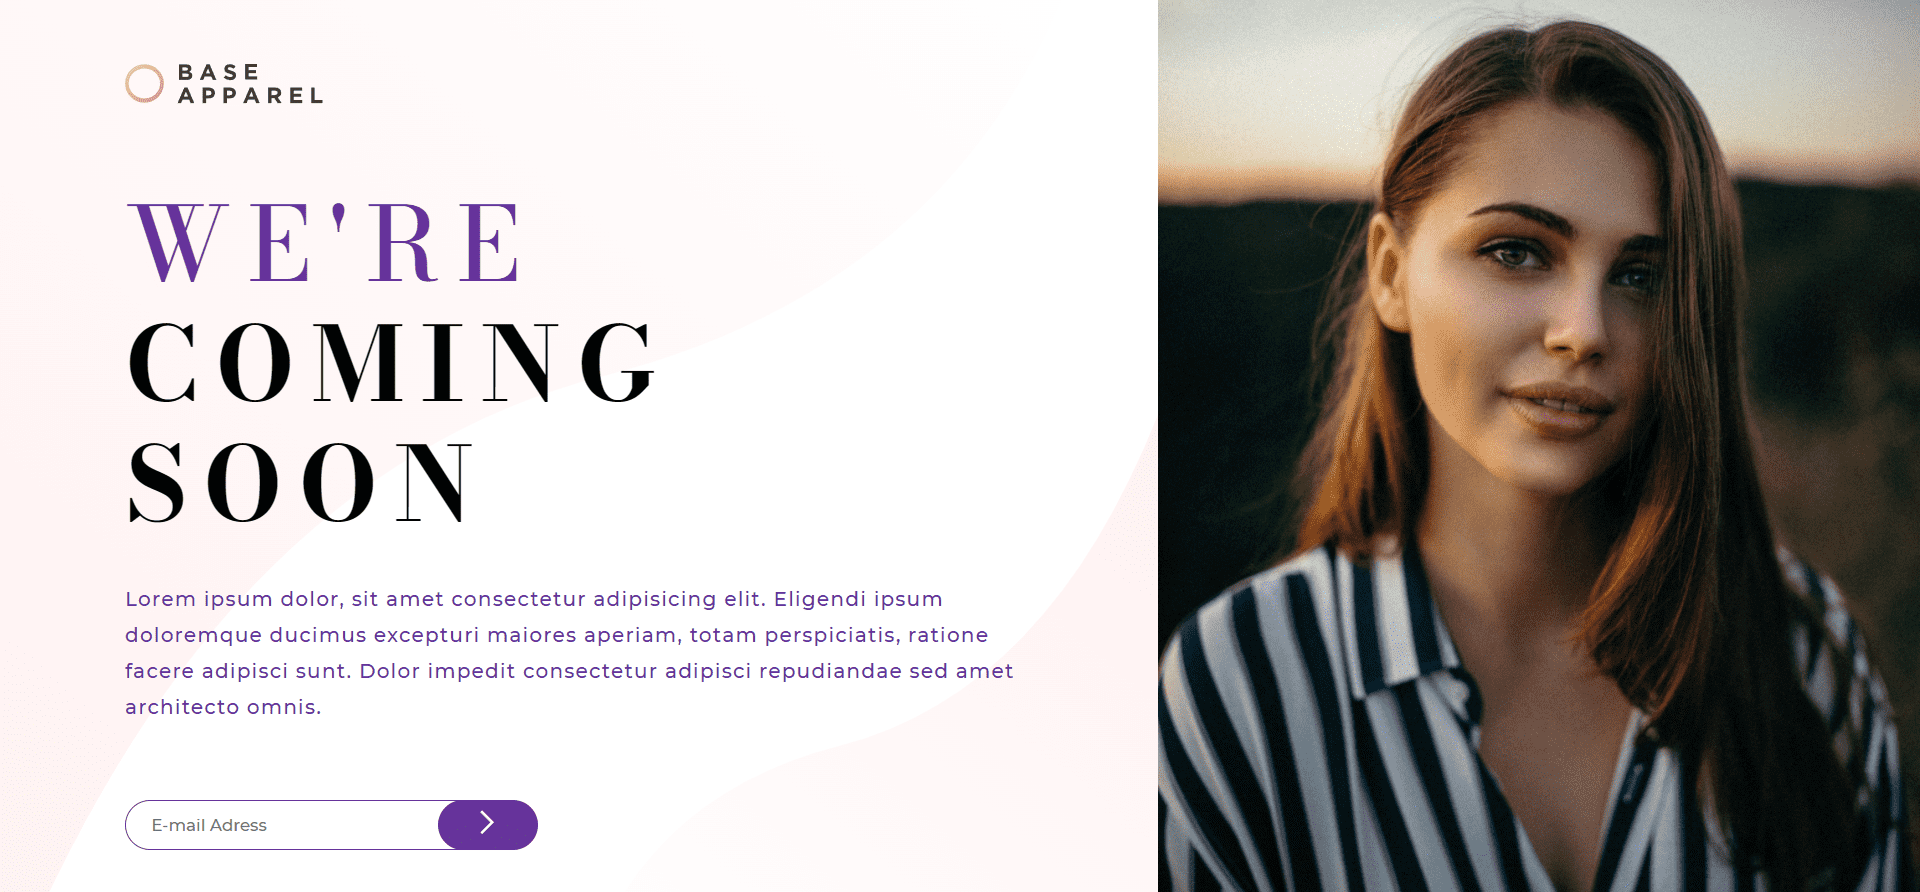 BASE
APPAREL
WE'RE
COMING
SOON
Lorem ipsum dolor, sit amet consectetur adipisicing elit. Eligendi ipsum
doloremque ducimus excepturi maiores aperiam, totam perspiciatis, ratione
facere adipisci sunt. Dolor impedit consectetur adipisci repudiandae sed amet
architecto omnis.
E-mail Adress